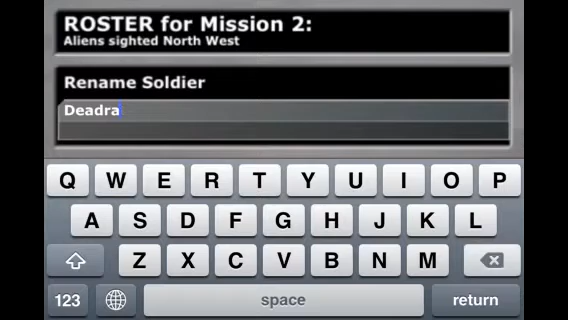 ROSTER for Mission 2:
Aliens sighted North West
Rename Soldier
Deadra
Q W E R T Y U I O P
A S D F G H J K L
Z X C V B N M
123 space return